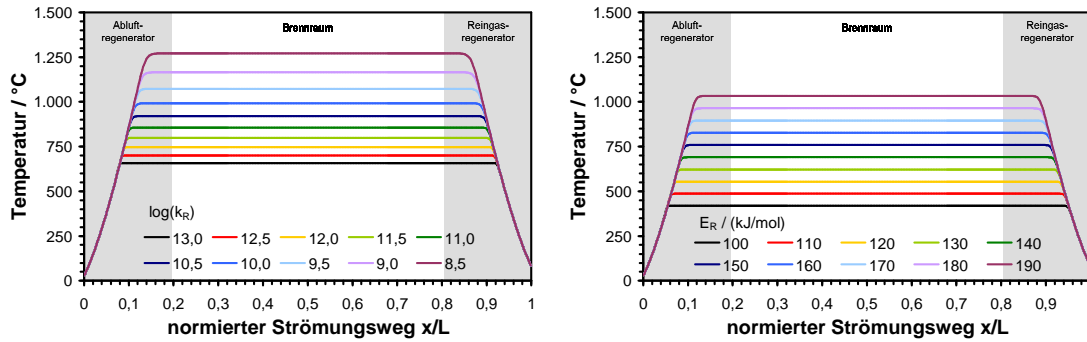 1.500
1.250
1.000
750
500
250
0
Temperatur / °C
Abluft-
regenerator
Brennraum
Reingas-
regenerator
log(k_R)
13,0 12,5 12,0 11,5 11,0
10,5 10,0 9,5 9,0 8,5
0 0,1 0,2 0,3 0,4 0,5 0,6 0,7 0,8 0,9 1
normierter Strömungsweg x/L
1.500
1.250
1.000
750
500
250
0
Temperatur / °C
Abluft-
regenerator
Brennraum
Reingas-
regenerator
E_R / (kJ/mol)
100 110 120 130 140
150 160 170 180 190
0 0,1 0,2 0,3 0,4 0,5 0,6 0,7 0,8 0,9
normierter Strömungsweg x/L